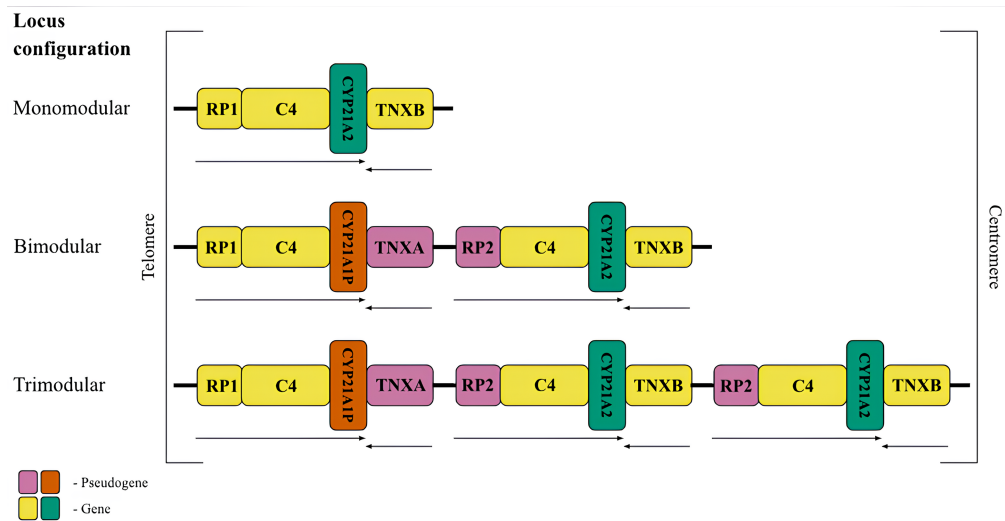 Locus
configuration
Monomodular
RP1 C4 CYP21A2 TNXB
Telomere
Centromere
Bimodular
RP1 C4 CYP21A1P TNXA RP2 C4 CYP21A2 TNXB
Trimodular
RP1 C4 CYP21A1P TNXA RP2 C4 CYP21A2 TNXB RP2 C4 CYP21A2 TNXB
- Pseudogene
- Gene